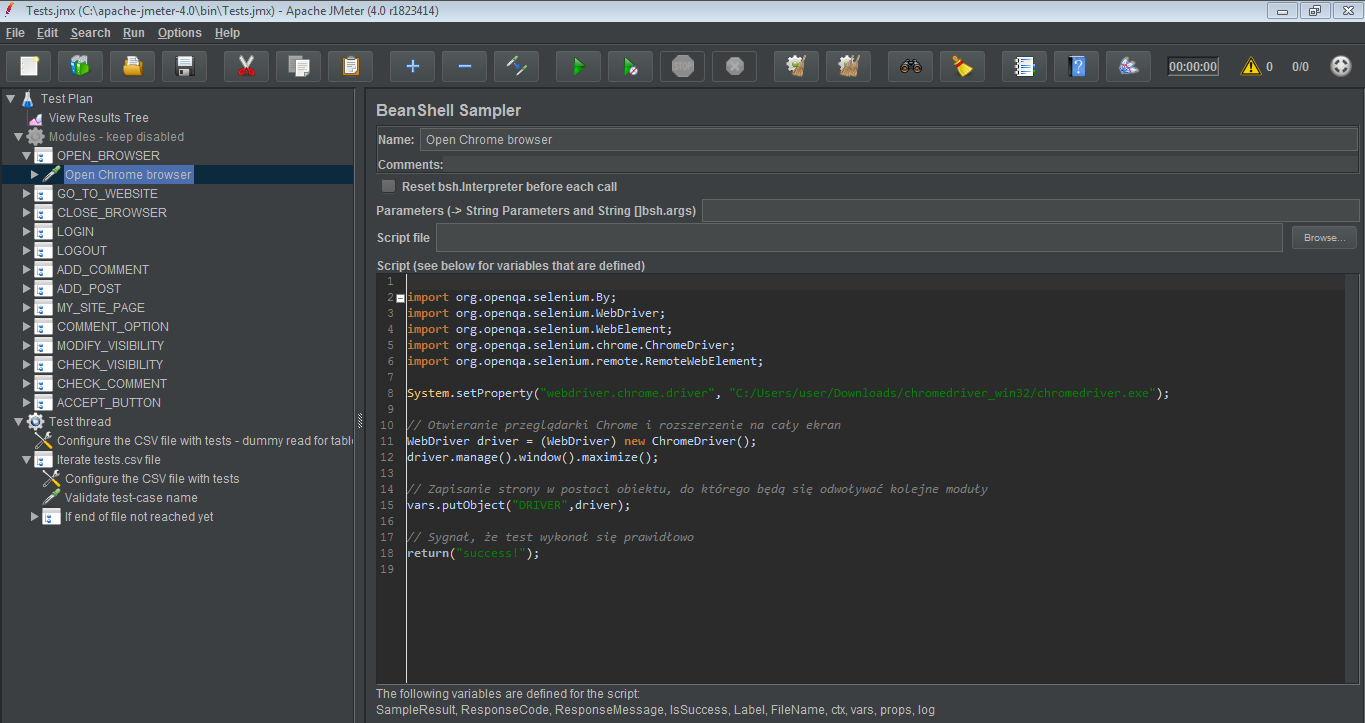 Tests.jmx (C:\apache-jmeter-4.0\bin\Tests.jmx) - Apache JMeter (4.0 r1823414)
File Edit Search Run Options Help
STOP
00:00:00 0 0/0
Test Plan
View Results Tree
Modules - keep disabled
OPEN_BROWSER
Open Chrome browser
GO_TO_WEBSITE
CLOSE_BROWSER
LOGIN
LOGOUT
ADD_COMMENT
ADD_POST
MY_SITE_PAGE
COMMENT_OPTION
MODIFY_VISIBILITY
CHECK_VISIBILITY
CHECK_COMMENT
ACCEPT_BUTTON
Test thread
Configure the CSV file with tests - dummy read for table
Iterate tests.csv file
Configure the CSV file with tests
Validate test-case name
If end of file not reached yet
BeanShell Sampler
Name: Open Chrome browser
Comments:
Reset bsh.Interpreter before each call
Parameters (-> String Parameters and String []bsh.args)
Script file Browse...
Script (see below for variables that are defined)
1
2 import org.openqa.selenium.By;
3 import org.openqa.selenium.WebDriver;
4 import org.openqa.selenium.WebElement;
5 import org.openqa.selenium.chrome.ChromeDriver;
6 import org.openqa.selenium.remote.RemoteWebElement;
7
8 System.setProperty("webdriver.chrome.driver", "C:/Users/user/Downloads/chromedriver_win32/chromedriver.exe");
9
10 // Otwieranie przeglądarki Chrome i rozszerzenie na cały ekran
11 WebDriver driver = (WebDriver) new ChromeDriver();
12 driver.manage().window().maximize();
13
14 // Zapisanie strony w postaci obiektu, do którego będą się odwoływać kolejne moduły
15 vars.putObject("DRIVER",driver);
16
17 // Sygnał, że test wykonał się prawidłowo
18 return("success!");
19
The following variables are defined for the script:
SampleResult, ResponseCode, ResponseMessage, IsSuccess, Label, FileName, ctx, vars, props, log